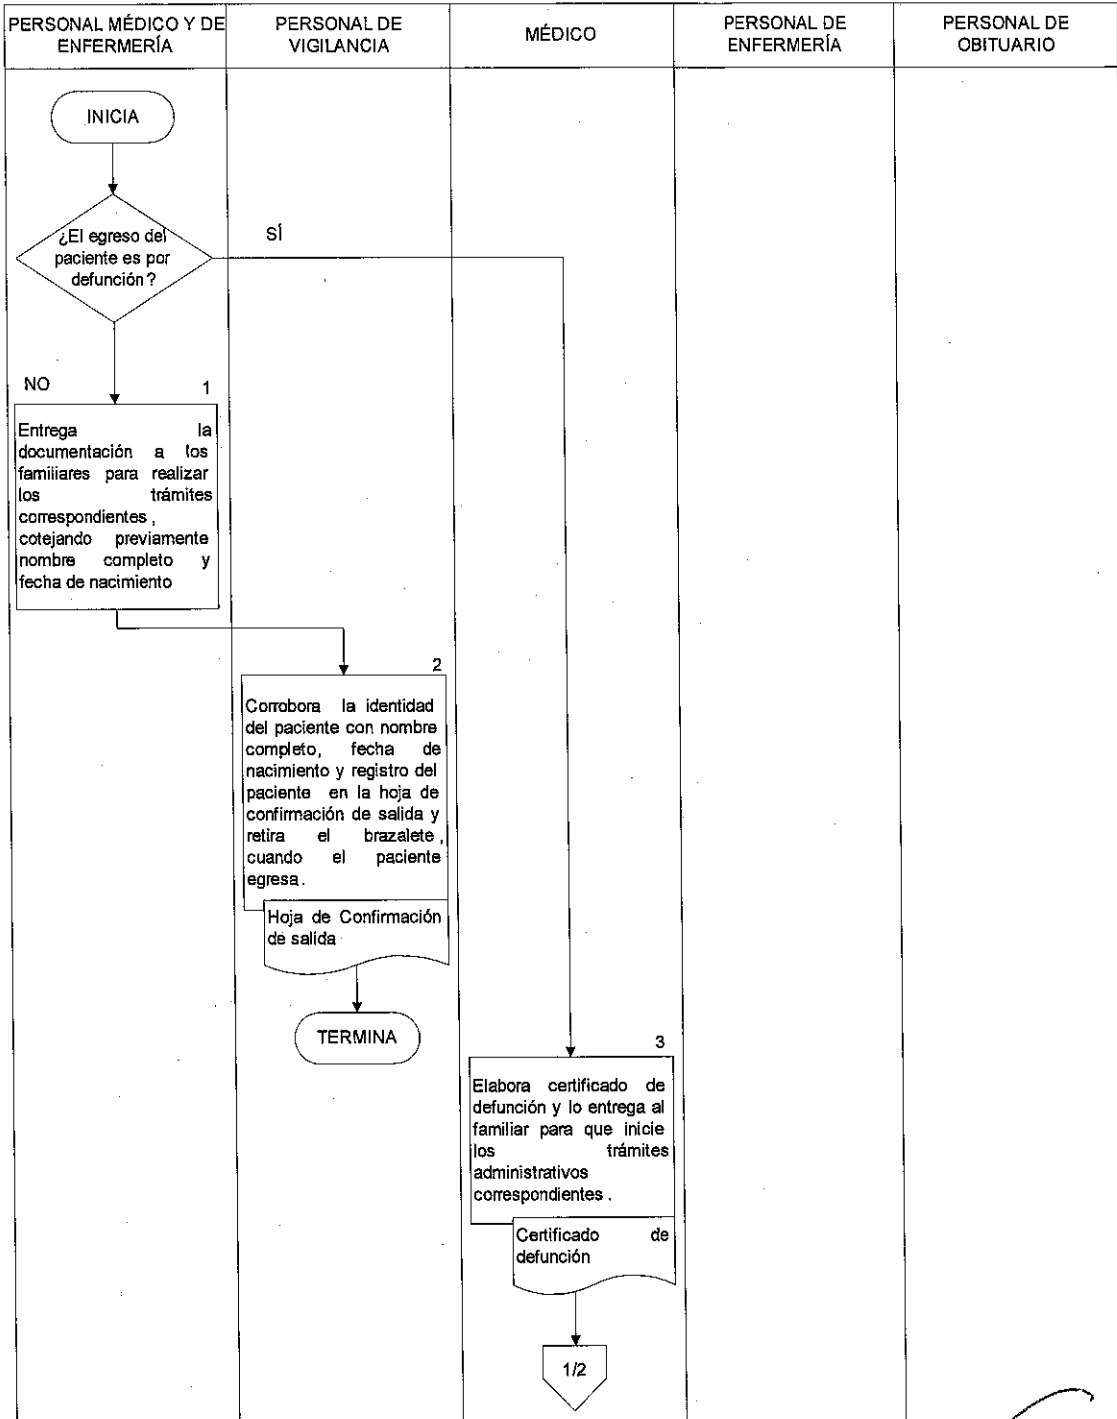 PERSONAL MÉDICO Y DE
ENFERMERÍA
PERSONAL DE
VIGILANCIA
MÉDICO
PERSONAL DE
ENFERMERÍA
PERSONAL DE
OBITUARIO
INICIA
¿El egreso del
paciente es por
defunción?
SÍ
NO
1
Entrega la
documentación a los
familiares para realizar
los trámites
correspondientes,
cotejando previamente
nombre completo y
fecha de nacimiento
2
Corrobora la identidad
del paciente con nombre
completo, fecha de
nacimiento y registro del
paciente en la hoja de
confirmación de salida y
retira el brazalete,
cuando el paciente
egresa.
Hoja de Confirmación
de salida
TERMINA
3
Elabora certificado de
defunción y lo entrega al
familiar para que inicie
los trámites
administrativos
correspondientes.
Certificado de
defunción
1/2